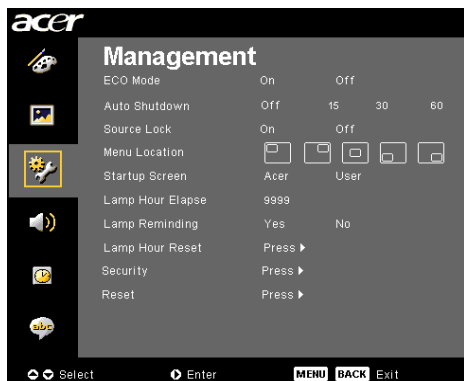 acer
Management
ECO Mode On Off
Auto Shutdown Off 15 30 60
Source Lock On Off
Menu Location
Startup Screen Acer User
Lamp Hour Elapse 9999
Lamp Reminding Yes No
Lamp Hour Reset Press
Security Press
Reset Press
abc
Select Enter MENU BACK Exit